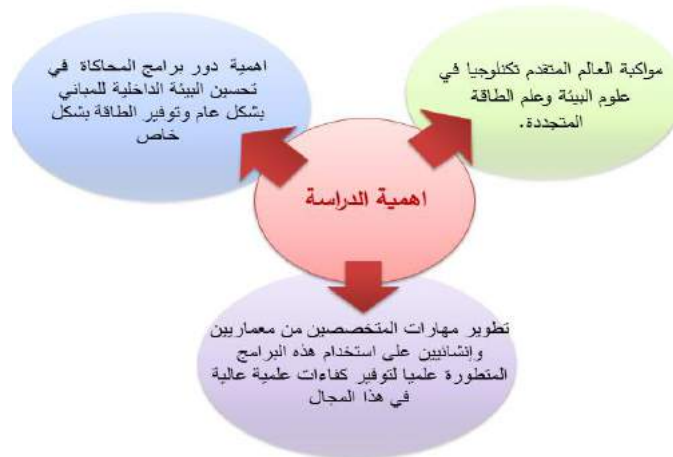 مواكبة العالم المتقدم تكنلوجيا في
علوم البيئة وعلم الطاقة
المتجددة.
اهمية دور برامج المحاكاة في
تحسين البيئة الداخلية للمباني
بشكل عام وتوفير الطاقة بشكل
خاص
اهمية الدراسة
تطوير مهارات المتخصصين من معماريين
وإنشائيين على استخدام هذه البرامج
المتطورة علميا لتوفير كفاءات علمية عالية
في هذا المجال